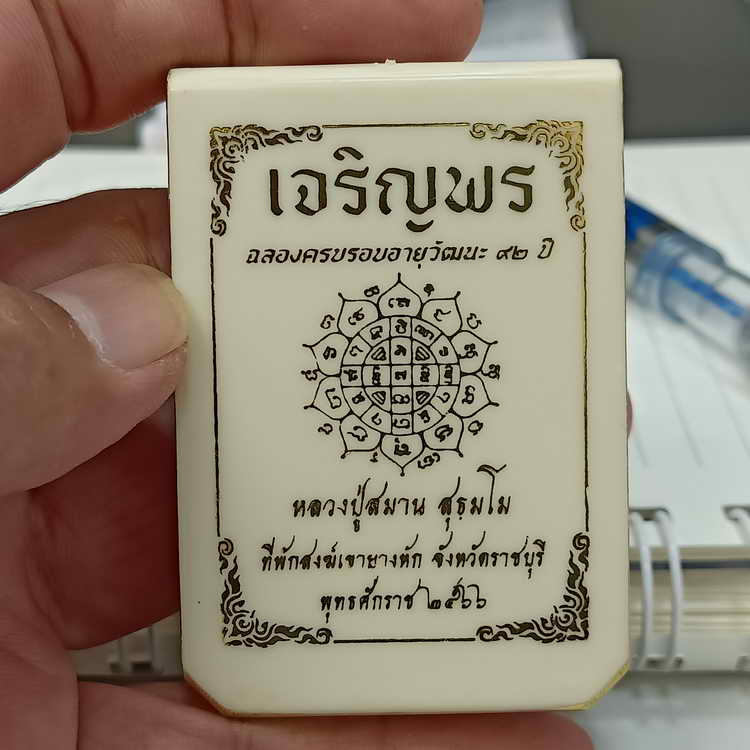 เจริญพร
ฉลองครบรอบอายุวัฒนะ ๙๒ ปี
หลวงปู่สมาน สุธมฺโม
ที่พักสงฆ์เขายางหัก จังหวัดราชบุรี
พุทธศักราช ๒๕๖๖